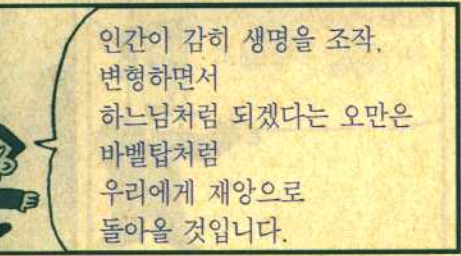 인간이 감히 생명을 조작,
변형하면서
하느님처럼 되겠다는 오만은
바벨탑처럼
우리에게 재앙으로
돌아올 것입니다.